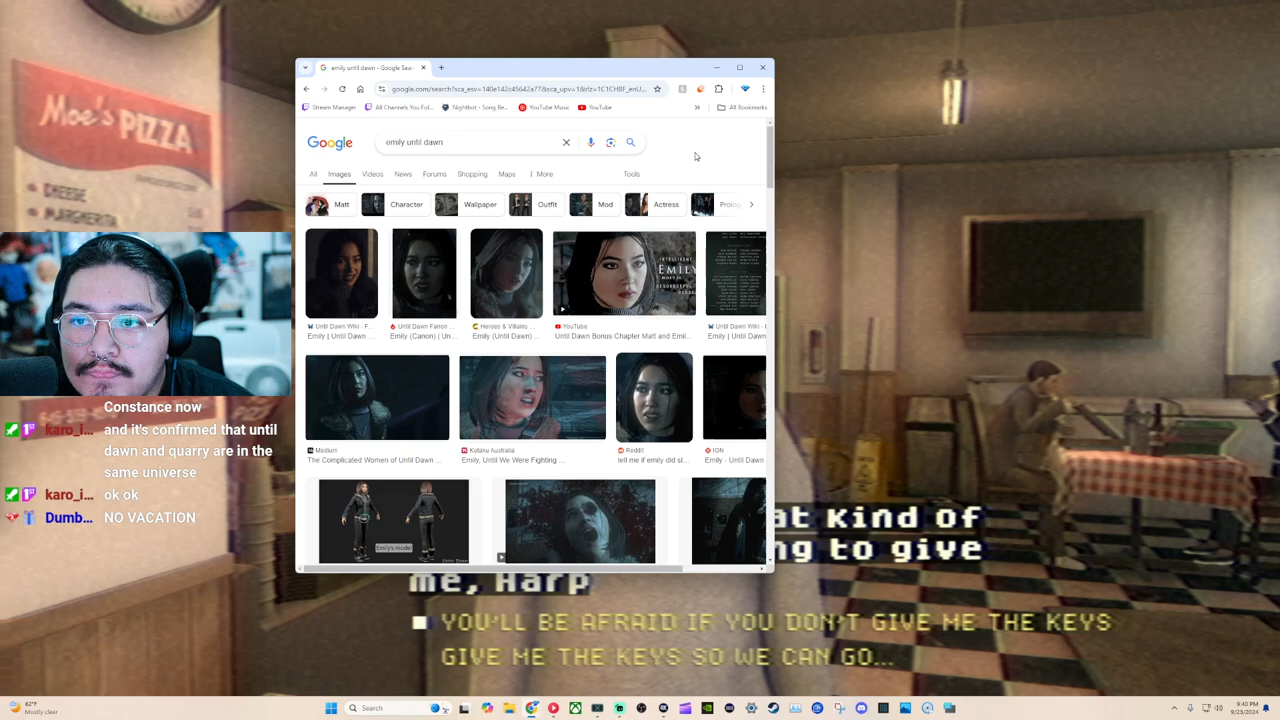 Moe's PIZZA
CHEESE
MARGHERITA
emily until dawn - Google Sear
google.com/search?sca_esv=140e142c45642a77&sca_upv=1&rlz=1C1CHBF_enU...
Stream Manager
All Channels You Fol...
Nightbot - Song Re...
YouTube Music
YouTube
All Bookmarks
Google
emily until dawn
All
Images
Videos
News
Forums
Shopping
Maps
More
Tools
Matt
Character
Wallpaper
Outfit
Mod
Actress
Prolog
INTELLIGENT
EMILY
Until Dawn Wiki - F...
Emily | Until Dawn ...
Until Dawn Fanon ...
Emily (Canon) | Un...
Heroes & Villains ...
Emily (Until Dawn) ...
YouTube
Until Dawn Bonus Chapter Matt and Emil...
Until Dawn Wiki -
Emily | Until Dawn
Medium
The Complicated Women of Until Dawn ...
Kotaku Australia
Emily, Until We Were Fighting ...
Reddit
tell me if emily did sl...
IGN
Emily - Until Dawn
Emily's model
Constance now
karo_i... and it's confirmed that until
dawn and quarry are in the
same universe
karo_i... ok ok
Dumb... NO VACATION
at kind of
ng to give
me, Harp
YOU'LL BE AFRAID IF YOU DON'T GIVE ME THE KEYS
GIVE ME THE KEYS SO WE CAN GO...
62°F
Mostly clear
Search
9:40 PM
9/23/2024